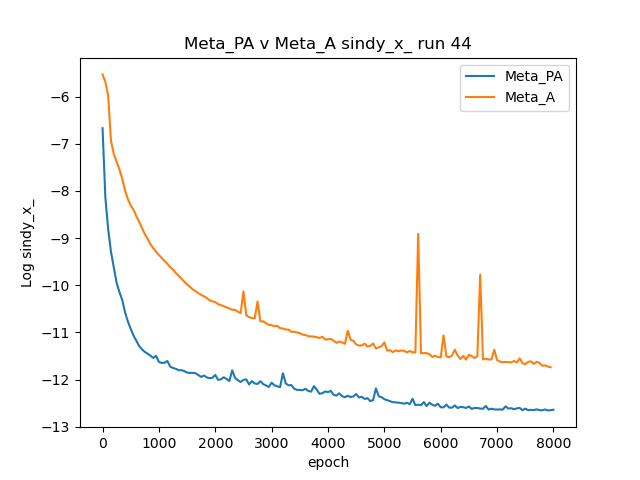 Meta_PA v Meta_A sindy_x_ run 44
Meta_PA
Meta_A
Log sindy_x_
−6
−7
−8
−9
−10
−11
−12
−13
0 1000 2000 3000 4000 5000 6000 7000 8000
epoch